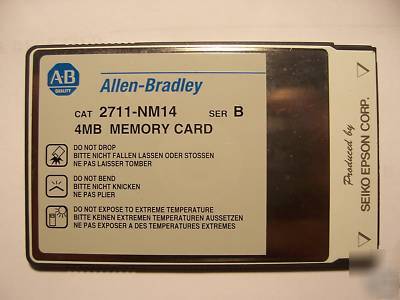 A-B
QUALITY
Allen-Bradley
CAT 2711-NM14 SER B
4MB MEMORY CARD
DO NOT DROP
BITTE NICHT FALLEN LASSEN ODER STOSSEN
NE PAS LAISSER TOMBER
DO NOT BEND
BITTE NICHT KNICKEN
NE PAS PLIER
DO NOT EXPOSE TO EXTREME TEMPERATURES
BITTE KEINEN EXTREMEN TEMPERATUREN AUSSETZEN
NE PAS EXPOSER A DES TEMPERATURES EXTREMES
Produced by
SEIKO EPSON CORP.